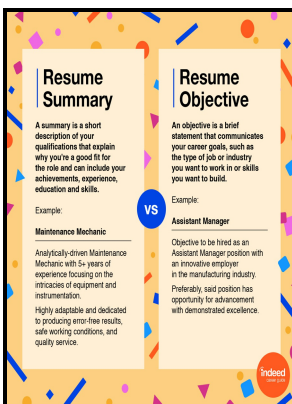 Resume
Summary
A summary is a short
description of your
qualifications that explain
why you're a good fit for
the role and can include your
achievements, experience,
education and skills.
Example:
Maintenance Mechanic
Analytically-driven Maintenance
Mechanic with 5+ years of
experience focusing on the
intricacies of equipment and
instrumentation.
Highly adaptable and dedicated
to producing error-free results,
safe working conditions, and
quality service.
VS
Resume
Objective
An objective is a brief
statement that communicates
your career goals, such as
the type of job or industry
you want to work in or skills
you want to build.
Example:
Assistant Manager
Objective to be hired as an
Assistant Manager position with
an innovative employer
in the manufacturing industry.
Preferably, said position has
opportunity for advancement
with demonstrated excellence.
indeed
career guide